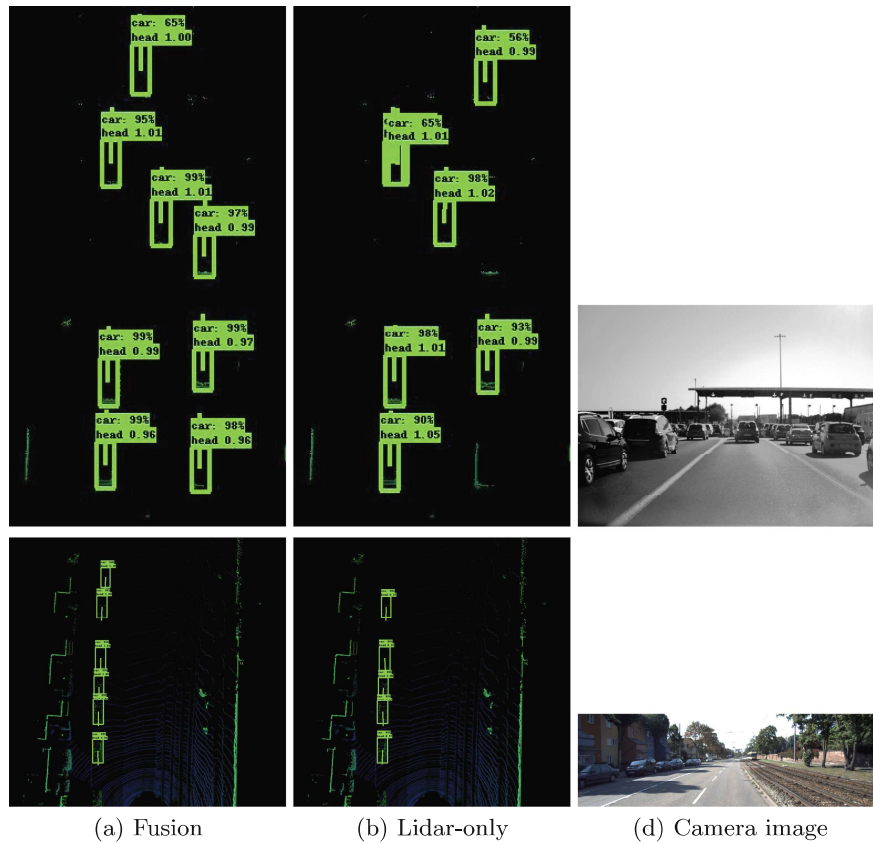 car: 65%
head 1.00
car: 95%
head 1.01
car: 99%
head 1.01
car: 97%
head 0.99
car: 99%
head 0.97
car: 99%
head 0.99
car: 99%
head 0.96
car: 98%
head 0.96
car: 56%
head 0.99
car: 65%
head 1.01
car: 98%
head 1.02
car: 93%
head 0.99
car: 98%
head 1.01
car: 90%
head 1.05
(a) Fusion
(b) Lidar-only
(d) Camera image